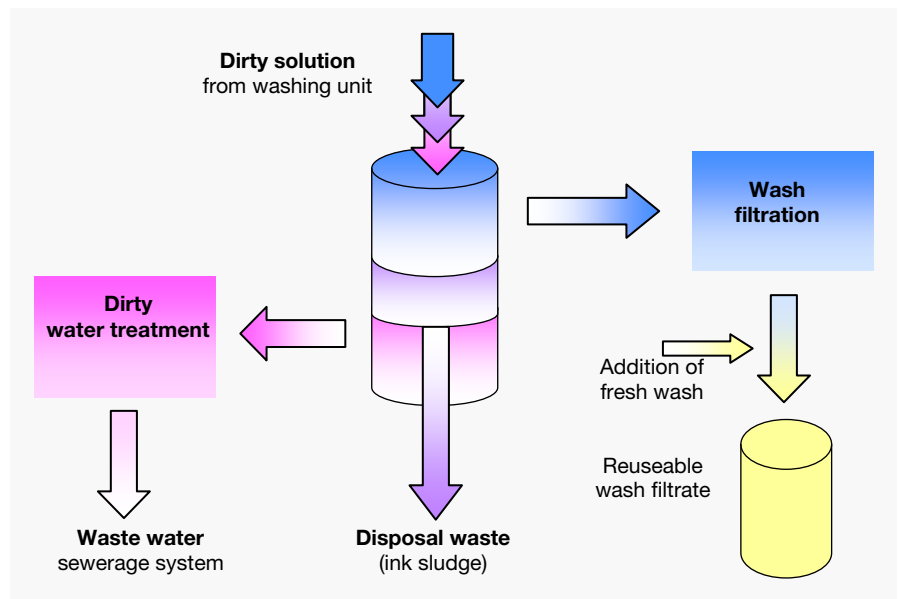 Dirty solution
from washing unit
Wash
filtration
Dirty
water treatment
Addition of
fresh wash
Reuseable
wash filtrate
Waste water
sewerage system
Disposal waste
(ink sludge)